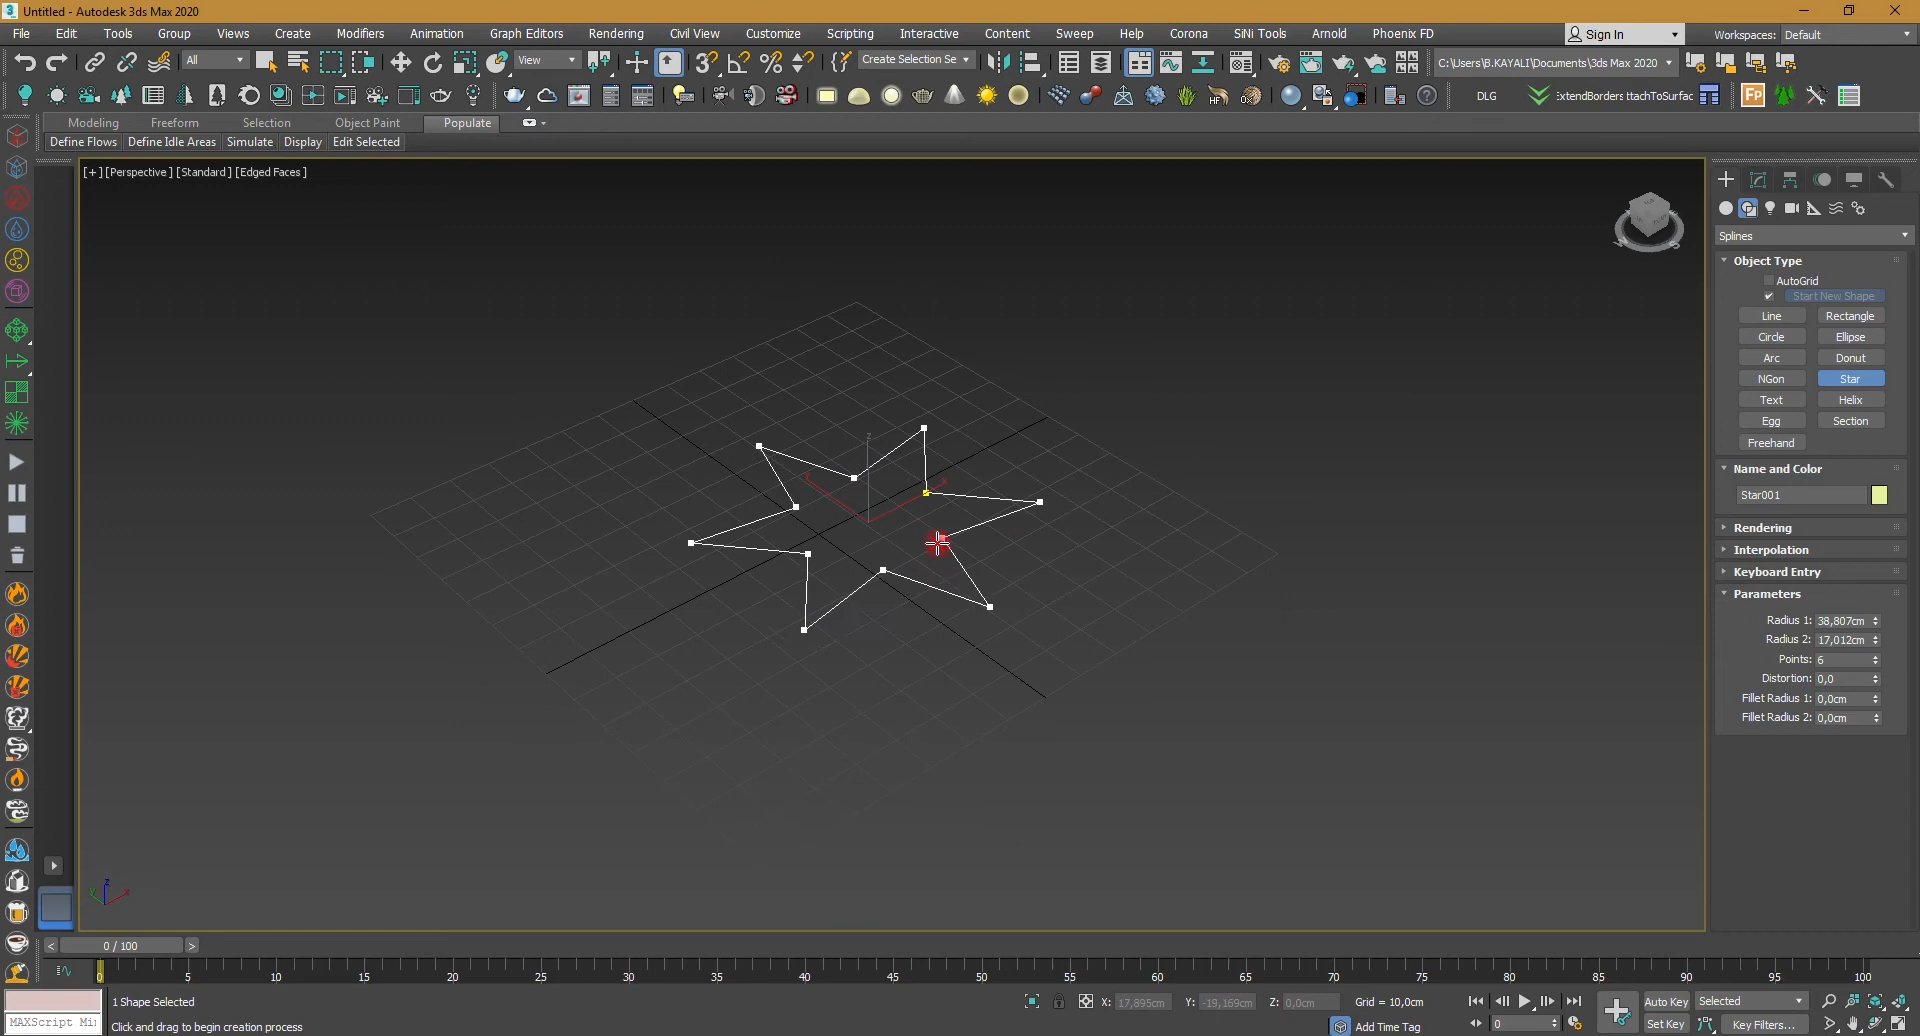 Untitled - Autodesk 3ds Max 2020
File Edit Tools Group Views Create Modifiers Animation Graph Editors Rendering Civil View Customize Scripting Interactive Content Sweep Help Corona SiNi Tools Arnold Phoenix FD Sign In Workspaces: Default
All View Create Selection Se C:\Users\B.KAYALI\Documents\3ds Max 2020
DLG ExtendBorders ttachToSurfac
Modeling Freeform Selection Object Paint Populate
Define Flows Define Idle Areas Simulate Display Edit Selected
[+] [Perspective ] [Standard ] [Edged Faces ]
Splines
Object Type
AutoGrid
Start New Shape
Line Rectangle
Circle Ellipse
Arc Donut
NGon Star
Text Helix
Egg Section
Freehand
Name and Color
Star001
Rendering
Interpolation
Keyboard Entry
Parameters
Radius 1: 38,807cm
Radius 2: 17,012cm
Points: 6
Distortion: 0,0
Fillet Radius 1: 0,0cm
Fillet Radius 2: 0,0cm
0 / 100
0 5 10 15 20 25 30 35 40 45 50 55 60 65 70 75 80 85 90 95 100
1 Shape Selected X: 17,895cm Y: -19,169cm Z: 0,0cm Grid = 10,0cm Auto Key Selected
MAXScript Mi Click and drag to begin creation process Add Time Tag 0 Set Key Key Filters...